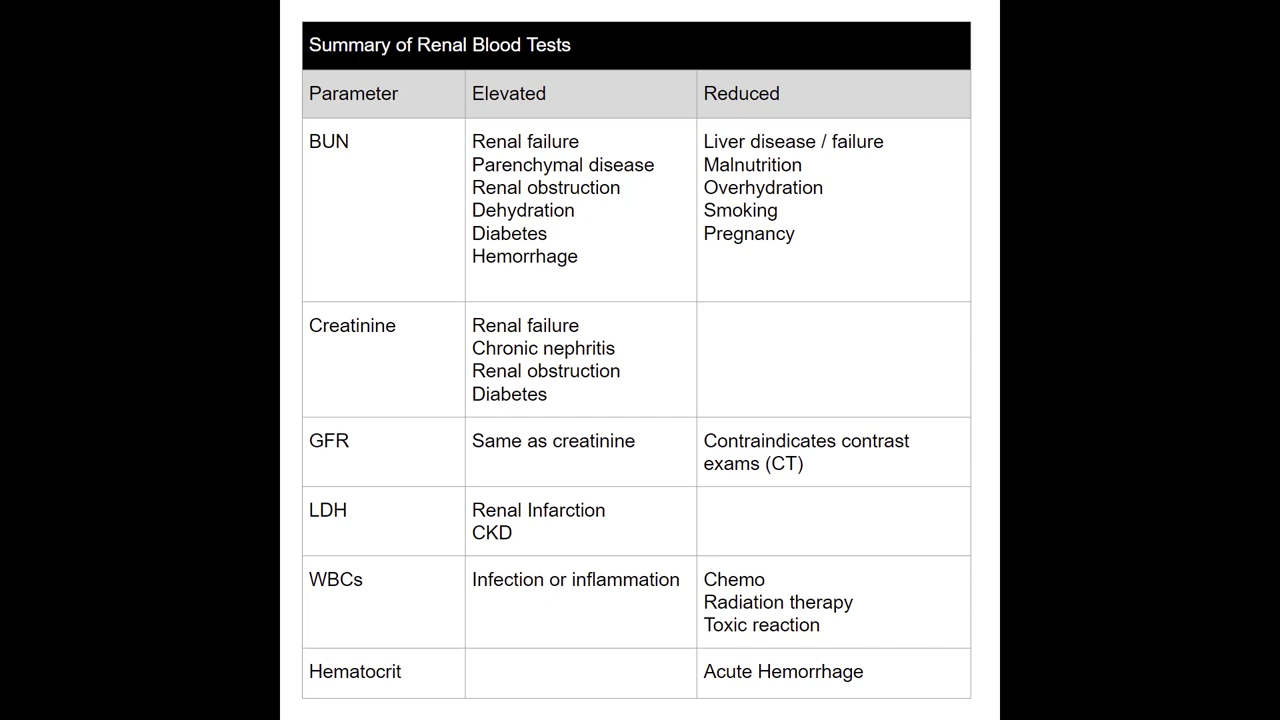 Summary of Renal Blood Tests
Parameter Elevated Reduced
BUN Renal failure Liver disease / failure
Parenchymal disease Malnutrition
Renal obstruction Overhydration
Dehydration Smoking
Diabetes Pregnancy
Hemorrhage
Creatinine Renal failure
Chronic nephritis
Renal obstruction
Diabetes
GFR Same as creatinine Contraindicates contrast
exams (CT)
LDH Renal Infarction
CKD
WBCs Infection or inflammation Chemo
Radiation therapy
Toxic reaction
Hematocrit Acute Hemorrhage